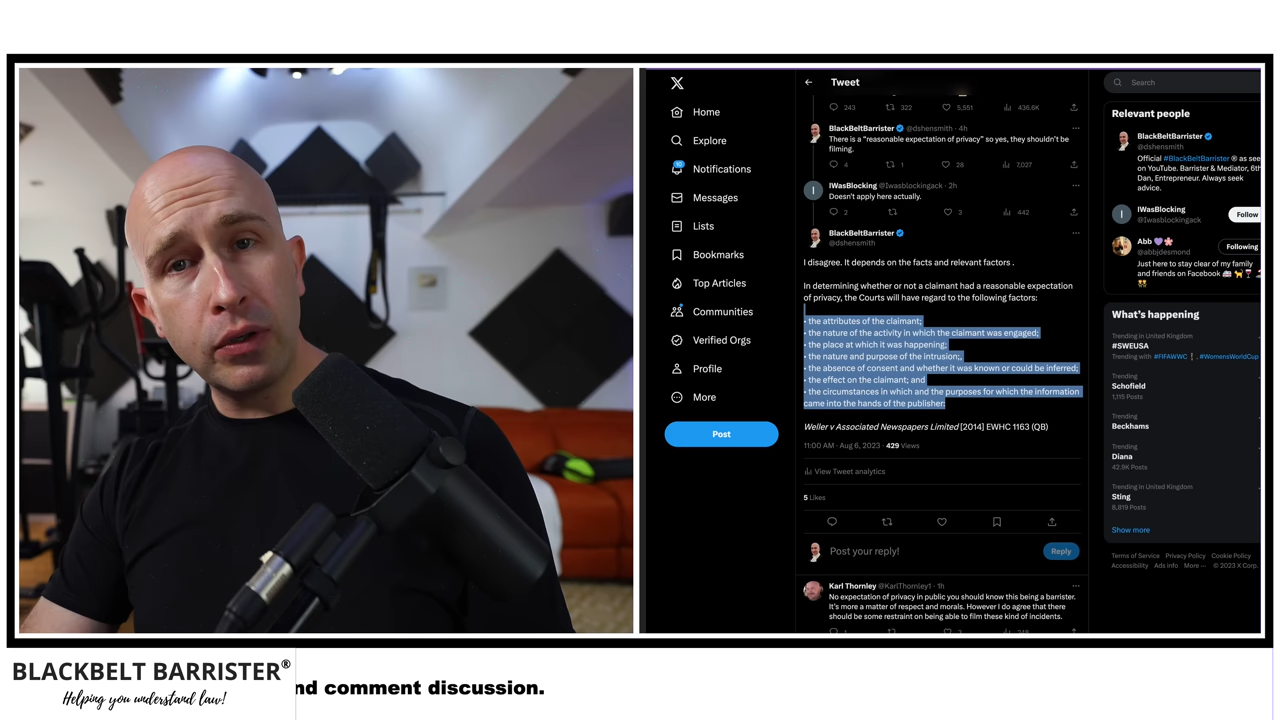 Home
Explore
10
Notifications
Messages
Lists
Bookmarks
Top Articles
Communities
Verified Orgs
Profile
More
Post
Tweet
243 322 5,551 436.6K
BlackBeltBarrister @dshensmith · 4h
There is a “reasonable expectation of privacy” so yes, they shouldn’t be
filming.
4 1 28 7,027
I
IWasBlocking @Iwasblockingack · 2h
Doesn’t apply here actually.
2 3 442
BlackBeltBarrister
@dshensmith
I disagree. It depends on the facts and relevant factors .
In determining whether or not a claimant had a reasonable expectation
of privacy, the Courts will have regard to the following factors:
• the attributes of the claimant;
• the nature of the activity in which the claimant was engaged;
• the place at which it was happening;
• the nature and purpose of the intrusion;,
• the absence of consent and whether it was known or could be inferred;
• the effect on the claimant; and
• the circumstances in which and the purposes for which the information
came into the hands of the publisher:
Weller v Associated Newspapers Limited [2014] EWHC 1163 (QB)
11:00 AM · Aug 6, 2023 · 429 Views
View Tweet analytics
5 Likes
Post your reply!
Reply
Karl Thornley @KarlThornley1 · 1h
No expectation of privacy in public you should know this being a barrister.
It’s more a matter of respect and morals. However I do agree that there
should be some restraint on being able to film these kind of incidents.
Search
Relevant people
BlackBeltBarrister
@dshensmith
Official #BlackBeltBarrister ® as see
on YouTube. Barrister & Mediator, 6th
Dan, Entrepreneur. Always seek
advice.
I
IWasBlocking
@Iwasblockingack
Follow
Abb
@abbjdesmond
Following
Just here to stay clear of my family
and friends on Facebook
What’s happening
Trending in United Kingdom
#SWEUSA
Trending with #FIFAWWC , #WomensWorldCup
Trending
Schofield
1,115 Posts
Trending
Beckhams
Trending
Diana
42.9K Posts
Trending in United Kingdom
Sting
8,819 Posts
Show more
Terms of Service Privacy Policy Cookie Policy
Accessibility Ads info More ··· © 2023 X Corp.
BLACKBELT BARRISTER®
Helping you understand law!
nd comment discussion.